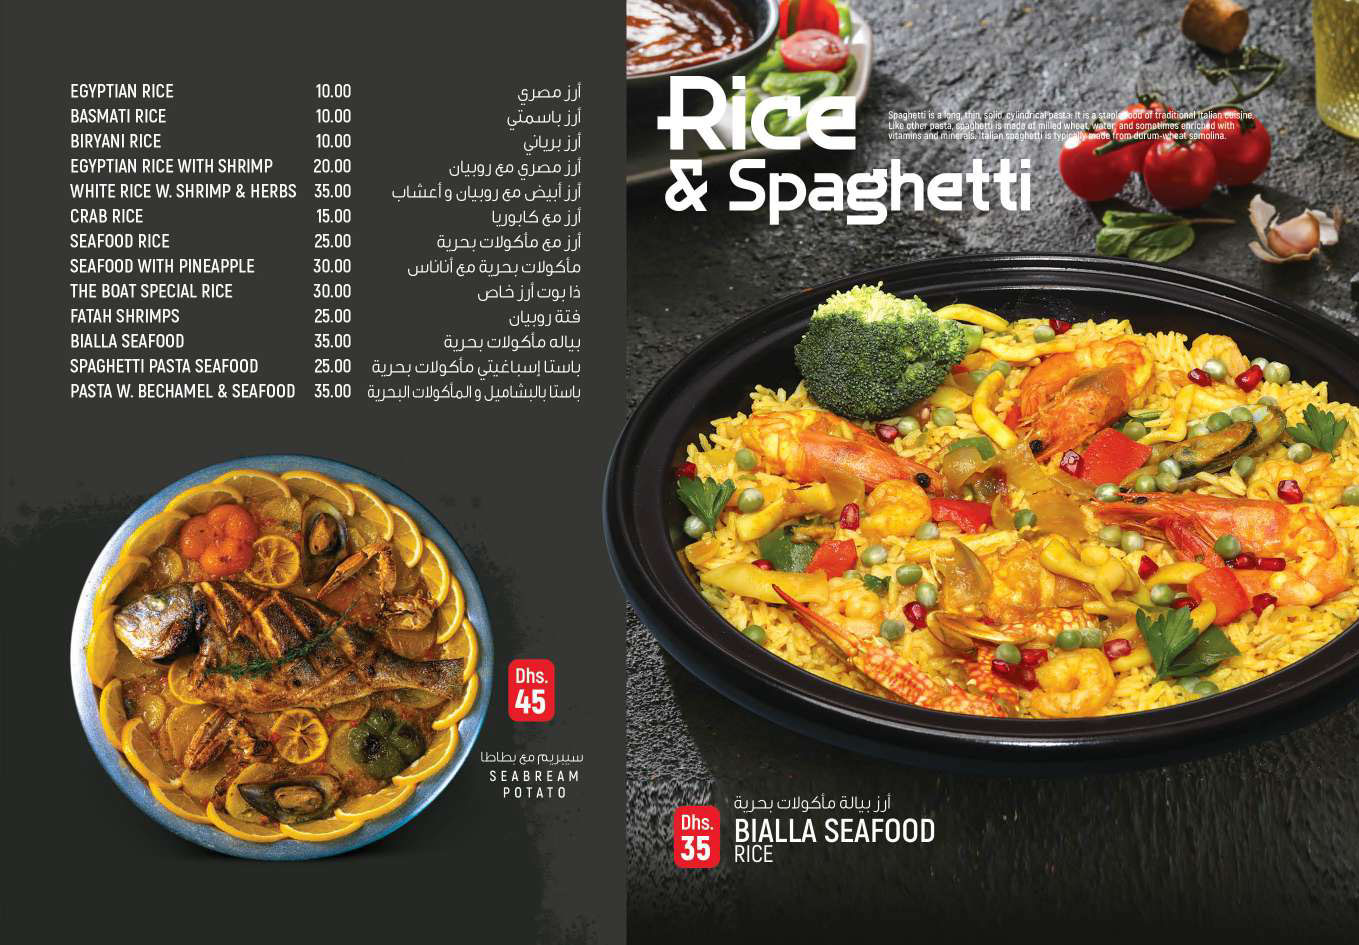 EGYPTIAN RICE 10.00 أرز مصري
BASMATI RICE 10.00 أرز باسمتي
BIRYANI RICE 10.00 أرز برياني
EGYPTIAN RICE WITH SHRIMP 20.00 أرز مصري مع روبيان
WHITE RICE W. SHRIMP & HERBS 35.00 أرز أبيض مع روبيان و أعشاب
CRAB RICE 15.00 أرز مع كابوريا
SEAFOOD RICE 25.00 أرز مع مأكولات بحرية
SEAFOOD WITH PINEAPPLE 30.00 مأكولات بحرية مع أناناس
THE BOAT SPECIAL RICE 30.00 ذا بوت أرز خاص
FATAH SHRIMPS 25.00 فتة روبيان
BIALLA SEAFOOD 35.00 بياله مأكولات بحرية
SPAGHETTI PASTA SEAFOOD 25.00 باستا إسباغيتي مأكولات بحرية
PASTA W. BECHAMEL & SEAFOOD 35.00 باستا بالبشاميل و المأكولات البحرية
Dhs.
45
سيبريم مع بطاطا
SEABREAM
POTATO
Rice
& Spaghetti
Spaghetti is a long, thin, solid, cylindrical pasta. It is a staple food of traditional Italian cuisine.
Like other pasta, spaghetti is made of milled wheat, water, and sometimes enriched with
vitamins and minerals. Italian spaghetti is typically made from durum-wheat semolina.
Dhs.
35
أرز بيالة مأكولات بحرية
BIALLA SEAFOOD
RICE